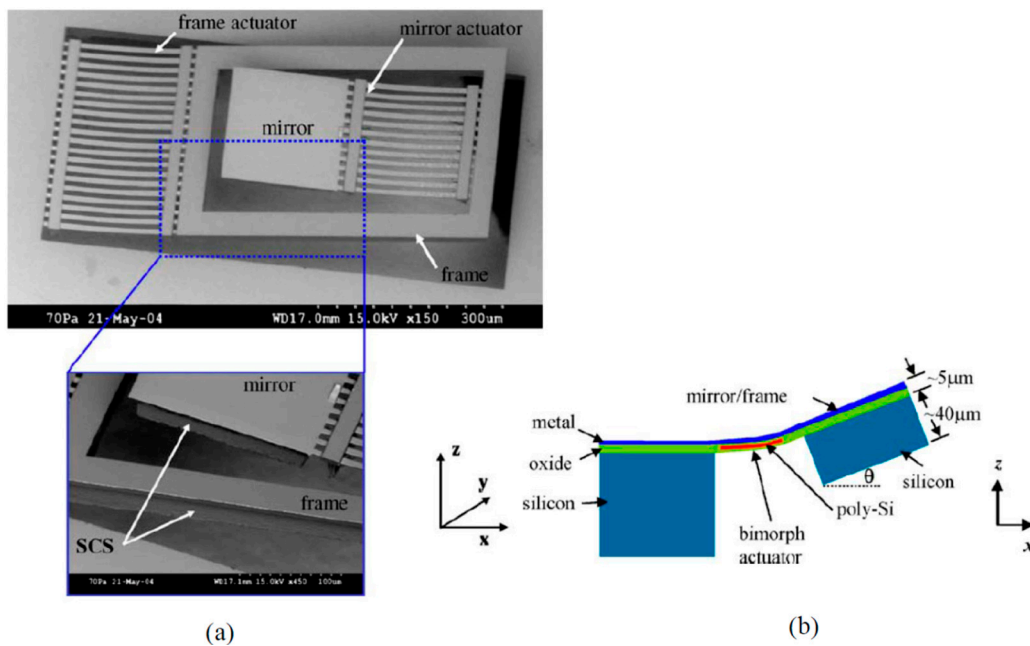 frame actuator
mirror actuator
mirror
frame
70Pa 21-May-04 WD17.0mm 15.0kV x150 300um
mirror
frame
SCS
70Pa 21-May-04 WD17.1mm 15.0kV x450 100um
z
y
x
mirror/frame
~5μm
~40μm
metal
oxide
silicon
θ
silicon
poly-Si
bimorph
actuator
z
x
(a)
(b)